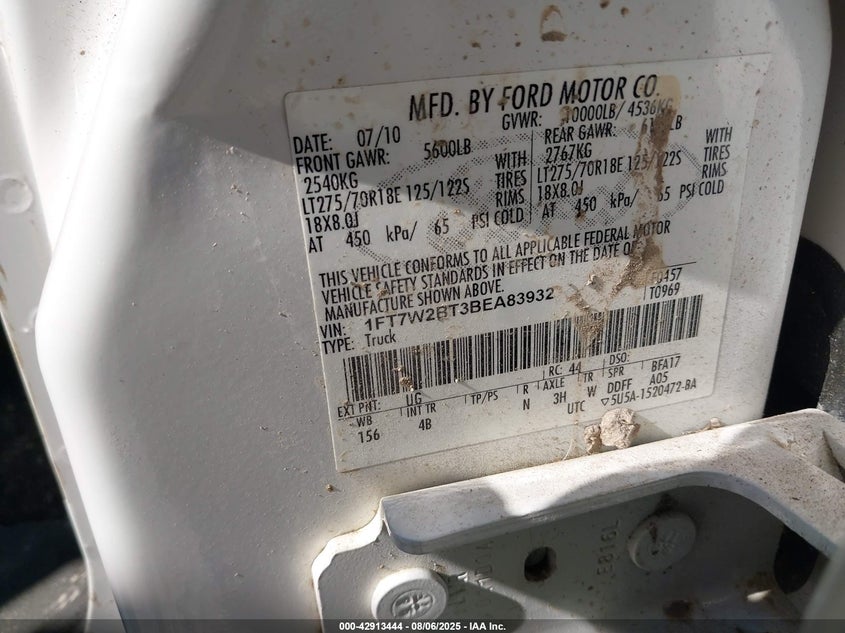 MFD. BY FORD MOTOR CO.
DATE: 07/10 GVWR: 10000LB/ 4536KG
FRONT GAWR: 5600LB REAR GAWR: LB
2540KG WITH 2767KG WITH
LT275/70R18E 125/122S TIRES LT275/70R18E 125/122S TIRES
18X8.0J RIMS 18X8.0J RIMS
AT 450 kPa/ 65 PSI COLD AT 450 kPa/ 65 PSI COLD
THIS VEHICLE CONFORMS TO ALL APPLICABLE FEDERAL MOTOR
VEHICLE SAFETY STANDARDS IN EFFECT ON THE DATE OF
MANUFACTURE SHOWN ABOVE.
VIN: 1FT7W2BT3BEA83932
TYPE: Truck T0969
RC: 44 DSO:
EXT PNT: UG BFA17
WB INT TR TP/PS R AXLE TR SPR
156 4B N 3H W DDFF A05
UTC ▽5U5A-1520472-BA
E816L
000-42913444 - 08/06/2025 - IAA Inc.